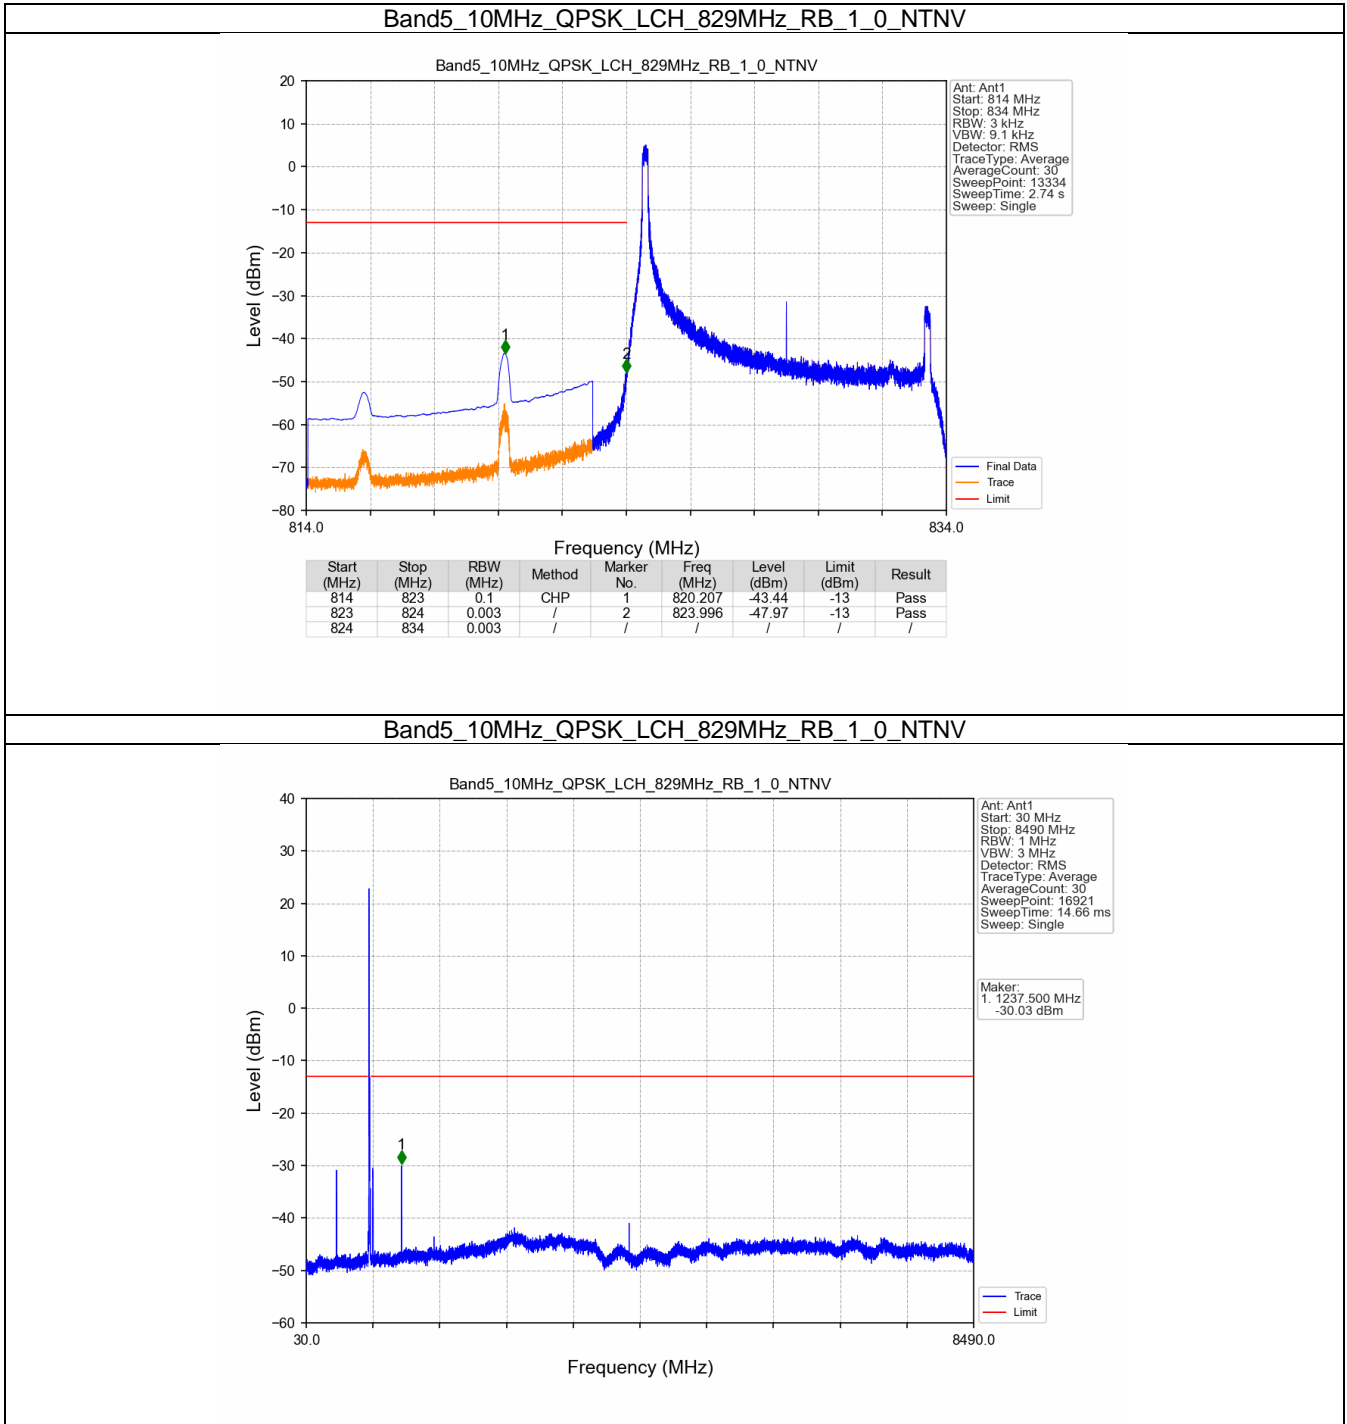 Band5_10MHz_QPSK_LCH_829MHz_RB_1_0_NTNV
Band5_10MHz_QPSK_LCH_829MHz_RB_1_0_NTNV
20
10
0
−10
−20
−30
−40
−50
−60
−70
−80
Level (dBm)
1
2
Ant: Ant1
Start: 814 MHz
Stop: 834 MHz
RBW: 3 kHz
VBW: 9.1 kHz
Detector: RMS
TraceType: Average
AverageCount: 30
SweepPoint: 13334
SweepTime: 2.74 s
Sweep: Single
Final Data
Trace
Limit
814.0 834.0
Frequency (MHz)
Start (MHz) Stop (MHz) RBW (MHz) Method Marker No. Freq (MHz) Level (dBm) Limit (dBm) Result
814 823 0.1 CHP 1 820.207 -43.44 -13 Pass
823 824 0.003 / 2 823.996 -47.97 -13 Pass
824 834 0.003 / / / / / /
Band5_10MHz_QPSK_LCH_829MHz_RB_1_0_NTNV
Band5_10MHz_QPSK_LCH_829MHz_RB_1_0_NTNV
40
30
20
10
0
−10
−20
−30
−40
−50
−60
Level (dBm)
1
Ant: Ant1
Start: 30 MHz
Stop: 8490 MHz
RBW: 1 MHz
VBW: 3 MHz
Detector: RMS
TraceType: Average
AverageCount: 30
SweepPoint: 16921
SweepTime: 14.66 ms
Sweep: Single
Maker:
1. 1237.500 MHz
-30.03 dBm
Trace
Limit
30.0 8490.0
Frequency (MHz)